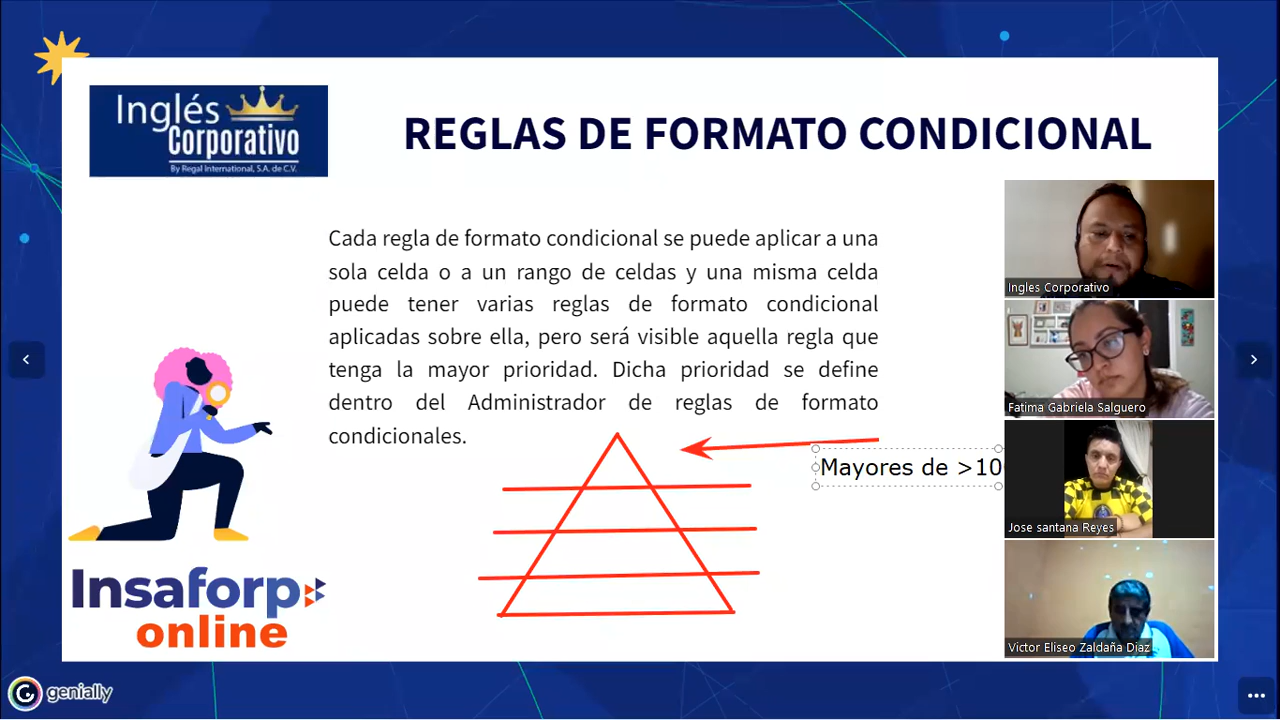 Inglés
Corporativo
By Regal International, S.A. de C.V.
REGLAS DE FORMATO CONDICIONAL
Cada regla de formato condicional se puede aplicar a una
sola celda o a un rango de celdas y una misma celda
puede tener varias reglas de formato condicional
aplicadas sobre ella, pero será visible aquella regla que
tenga la mayor prioridad. Dicha prioridad se define
dentro del Administrador de reglas de formato
condicionales.
Mayores de >10
Ingles Corporativo
Fatima Gabriela Salguero
Jose santana Reyes
Victor Eliseo Zaldaña Diaz
Insaforp
online
genially